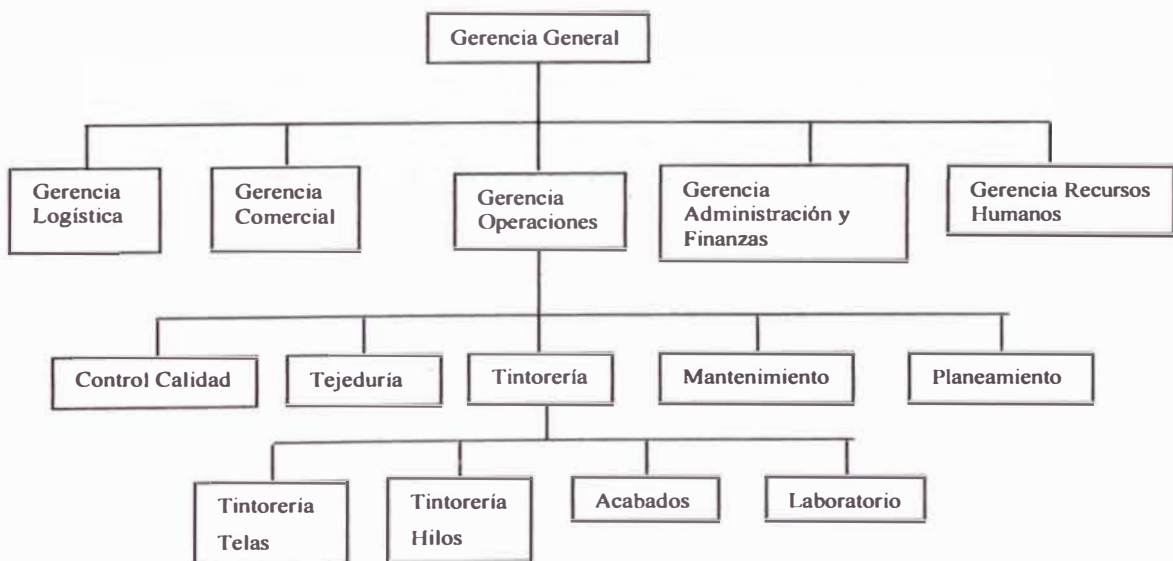 Gerencia General
Gerencia
Logística
Gerencia
Comercial
Gerencia
Operaciones
Gerencia
Administración y
Finanzas
Gerencia Recursos
Humanos
Control Calidad
Tejeduría
Tintorería
Mantenimiento
Planeamiento
Tintorería
Telas
Tintorería
Hilos
Acabados
Laboratorio